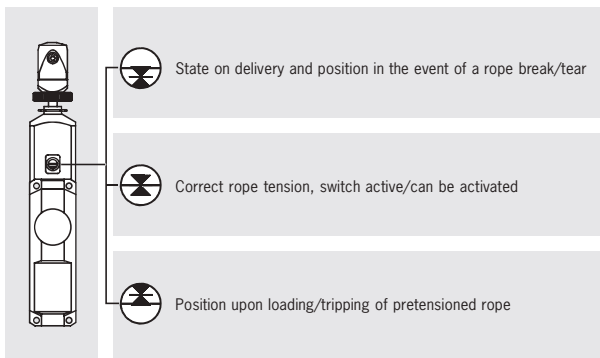 State on delivery and position in the event of a rope break/tear
Correct rope tension, switch active/can be activated
Position upon loading/tripping of pretensioned rope